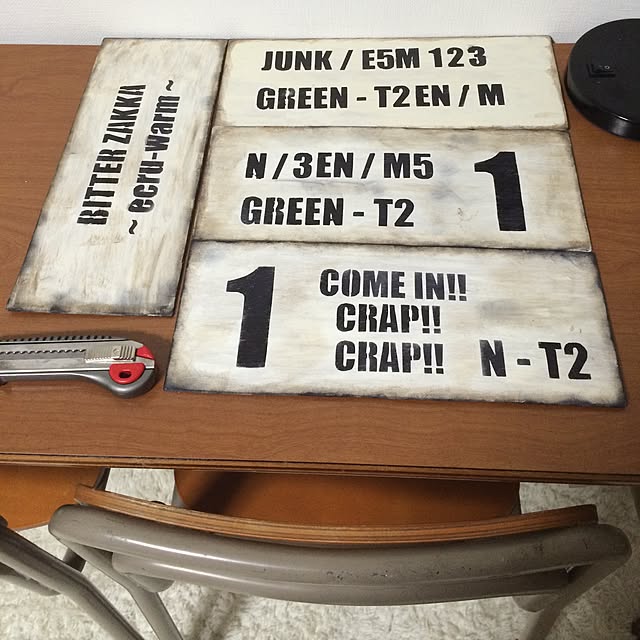 BITTER ZAKKA
~ ecru-warm ~
JUNK / E5M 123
GREEN - T2EN / M
N / 3EN / M5
GREEN - T2
1
1
COME IN!!
CRAP!!
CRAP!!
N - T2